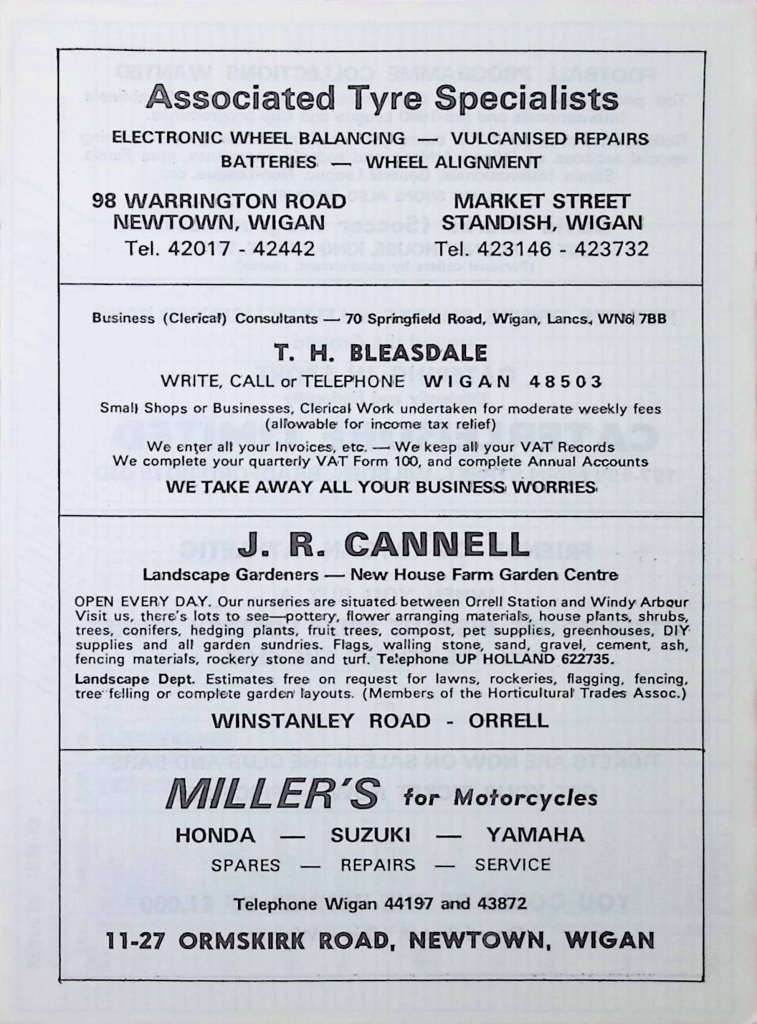 Associated Tyre Specialists
ELECTRONIC WHEEL BALANCING — VULCANISED REPAIRS
BATTERIES — WHEEL ALIGNMENT
98 WARRINGTON ROAD
NEWTOWN, WIGAN
Tel. 42017 - 42442
MARKET STREET
STANDISH, WIGAN
Tel. 423146 - 423732
Business (Clerical) Consultants — 70 Springfield Road, Wigan, Lancs, WN6 7BB
T. H. BLEASDALE
WRITE, CALL or TELEPHONE WIGAN 48503
Small Shops or Businesses, Clerical Work undertaken for moderate weekly fees
(allowable for income tax relief)
We enter all your Invoices, etc. — We keep all your VAT Records
We complete your quarterly VAT Form 100, and complete Annual Accounts
WE TAKE AWAY ALL YOUR BUSINESS WORRIES
J. R. CANNELL
Landscape Gardeners — New House Farm Garden Centre
OPEN EVERY DAY. Our nurseries are situated between Orrell Station and Windy Arbour
Visit us, there's lots to see—pottery, flower arranging materials, house plants, shrubs,
trees, conifers, hedging plants, fruit trees, compost, pet supplies, greenhouses, DIY
supplies and all garden sundries. Flags, walling stone, sand, gravel, cement, ash,
fencing materials, rockery stone and turf. Telephone UP HOLLAND 622735.
Landscape Dept. Estimates free on request for lawns, rockeries, flagging, fencing,
tree felling or complete garden layouts. (Members of the Horticultural Trades Assoc.)
WINSTANLEY ROAD - ORRELL
MILLER'S for Motorcycles
HONDA — SUZUKI — YAMAHA
SPARES — REPAIRS — SERVICE
Telephone Wigan 44197 and 43872
11-27 ORMSKIRK ROAD, NEWTOWN, WIGAN